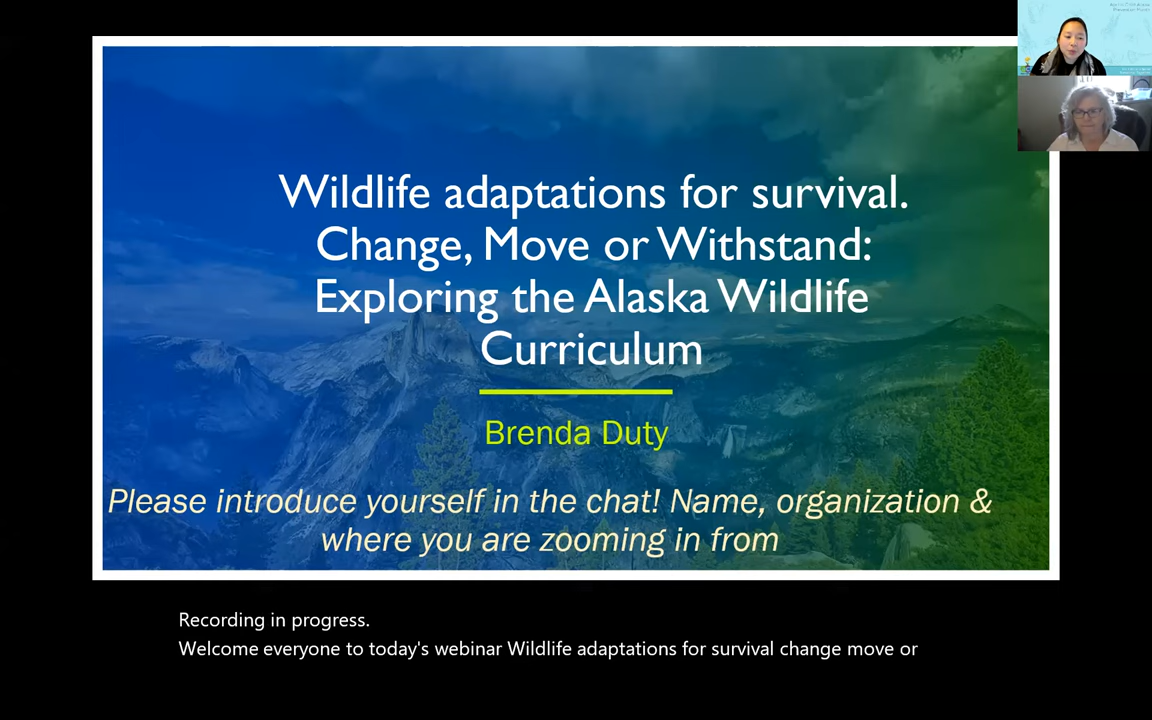 Wildlife adaptations for survival.
Change, Move or Withstand:
Exploring the Alaska Wildlife
Curriculum
Brenda Duty
Please introduce yourself in the chat! Name, organization &
where you are zooming in from
Recording in progress.
Welcome everyone to today's webinar Wildlife adaptations for survival change move or